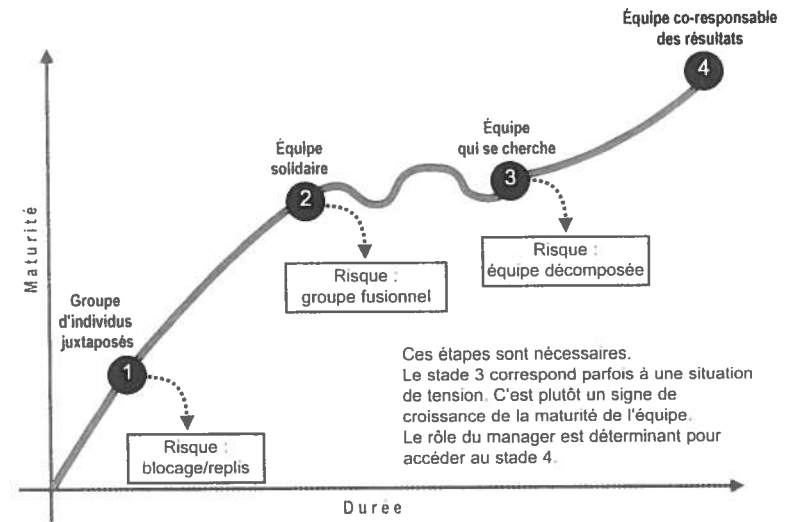 Équipe co-responsable
des résultats
4
Équipe
qui se cherche
3
Équipe
solidaire
2
Risque :
équipe décomposée
Risque :
groupe fusionnel
Maturité
Groupe
d'individus
juxtaposés
1
Ces étapes sont nécessaires.
Le stade 3 correspond parfois à une situation
de tension. C'est plutôt un signe de
croissance de la maturité de l'équipe.
Le rôle du manager est déterminant pour
accéder au stade 4.
Risque :
blocage/replis
Durée